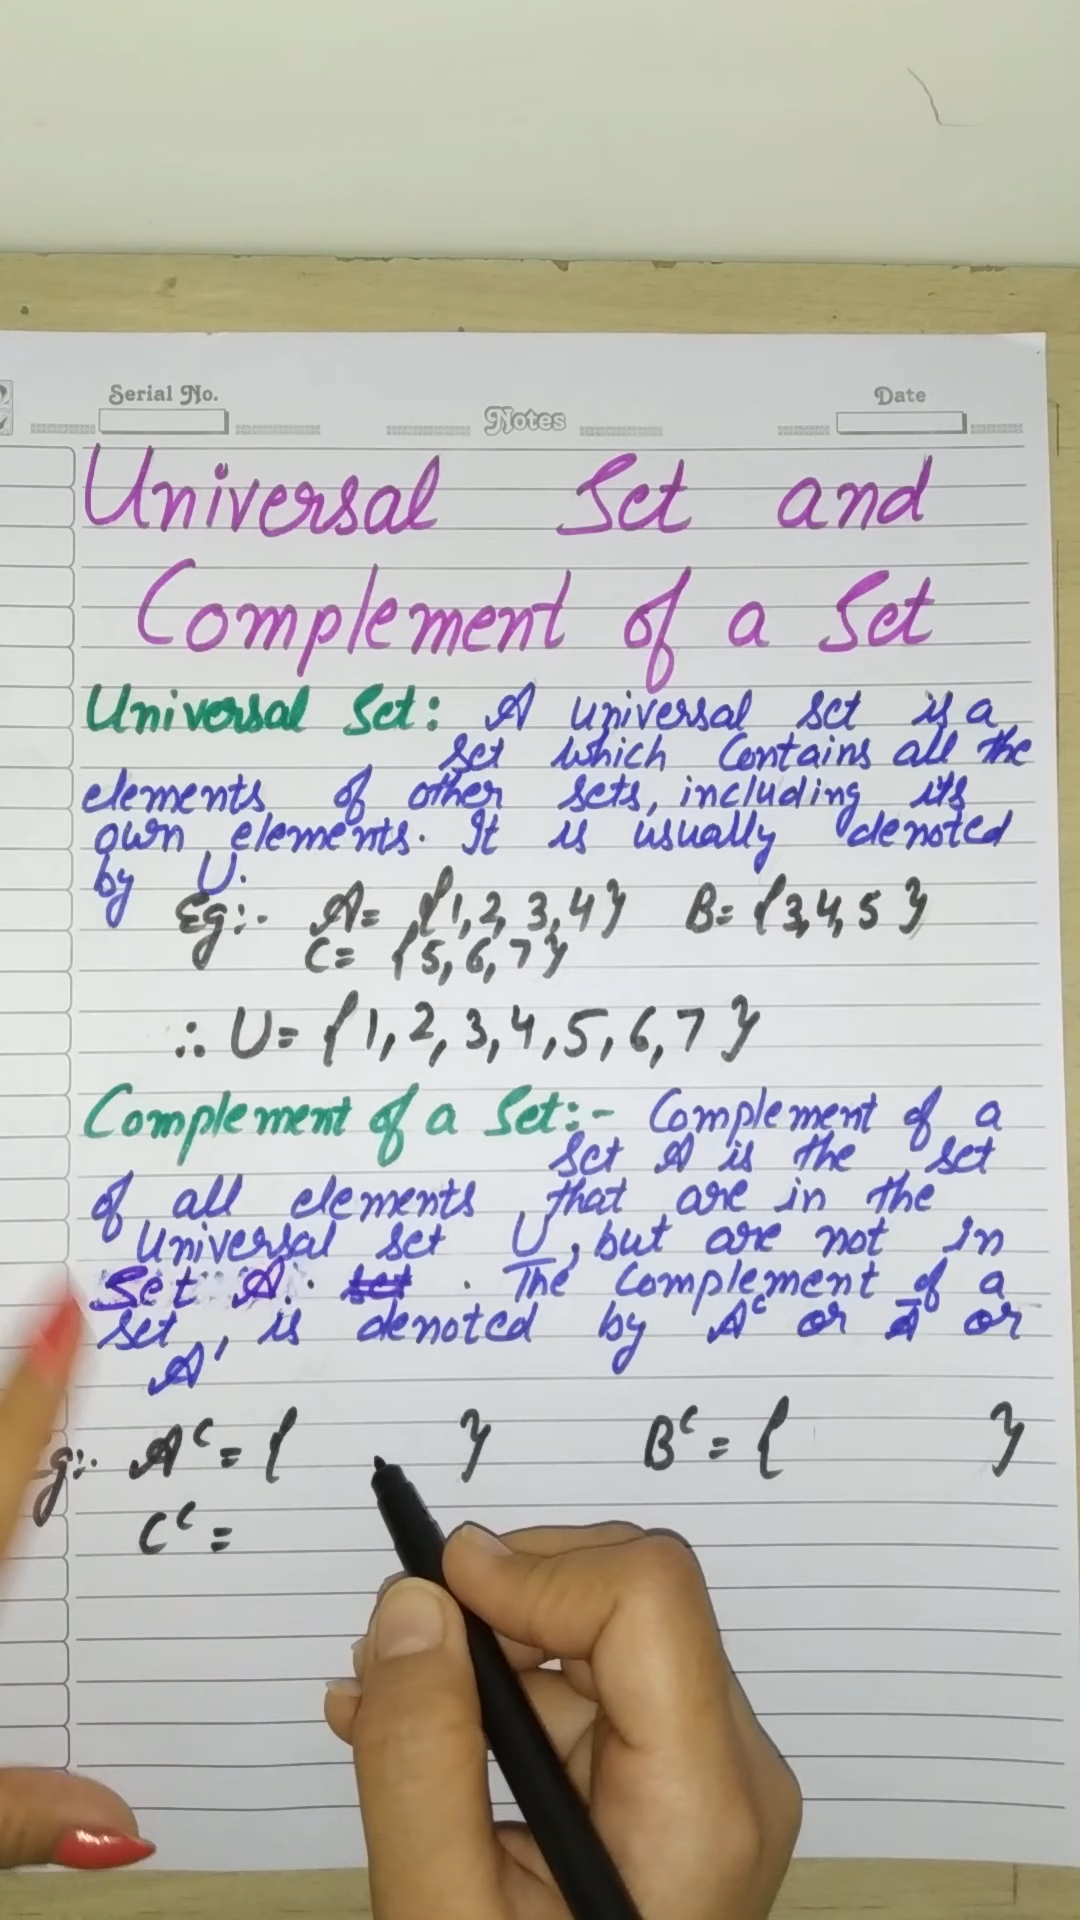 Serial No.
Notes
Date
Universal Set and
Complement of a Set
Universal Set: A universal set is a
set which contains all the
elements of other sets, including its
own elements. It is usually denoted
by U.
Eg:- A= {1, 2, 3, 4} B= {3, 4, 5}
C= {5, 6, 7}
∴ U= {1, 2, 3, 4, 5, 6, 7}
Complement of a Set:- Complement of a
set A is the set
of all elements that are in the
universal set U, but are not in
Set A. . The complement of a
set, is denoted by Aᶜ or Ā or
A'
g:- Aᶜ = { } Bᶜ = { }
Cᶜ =